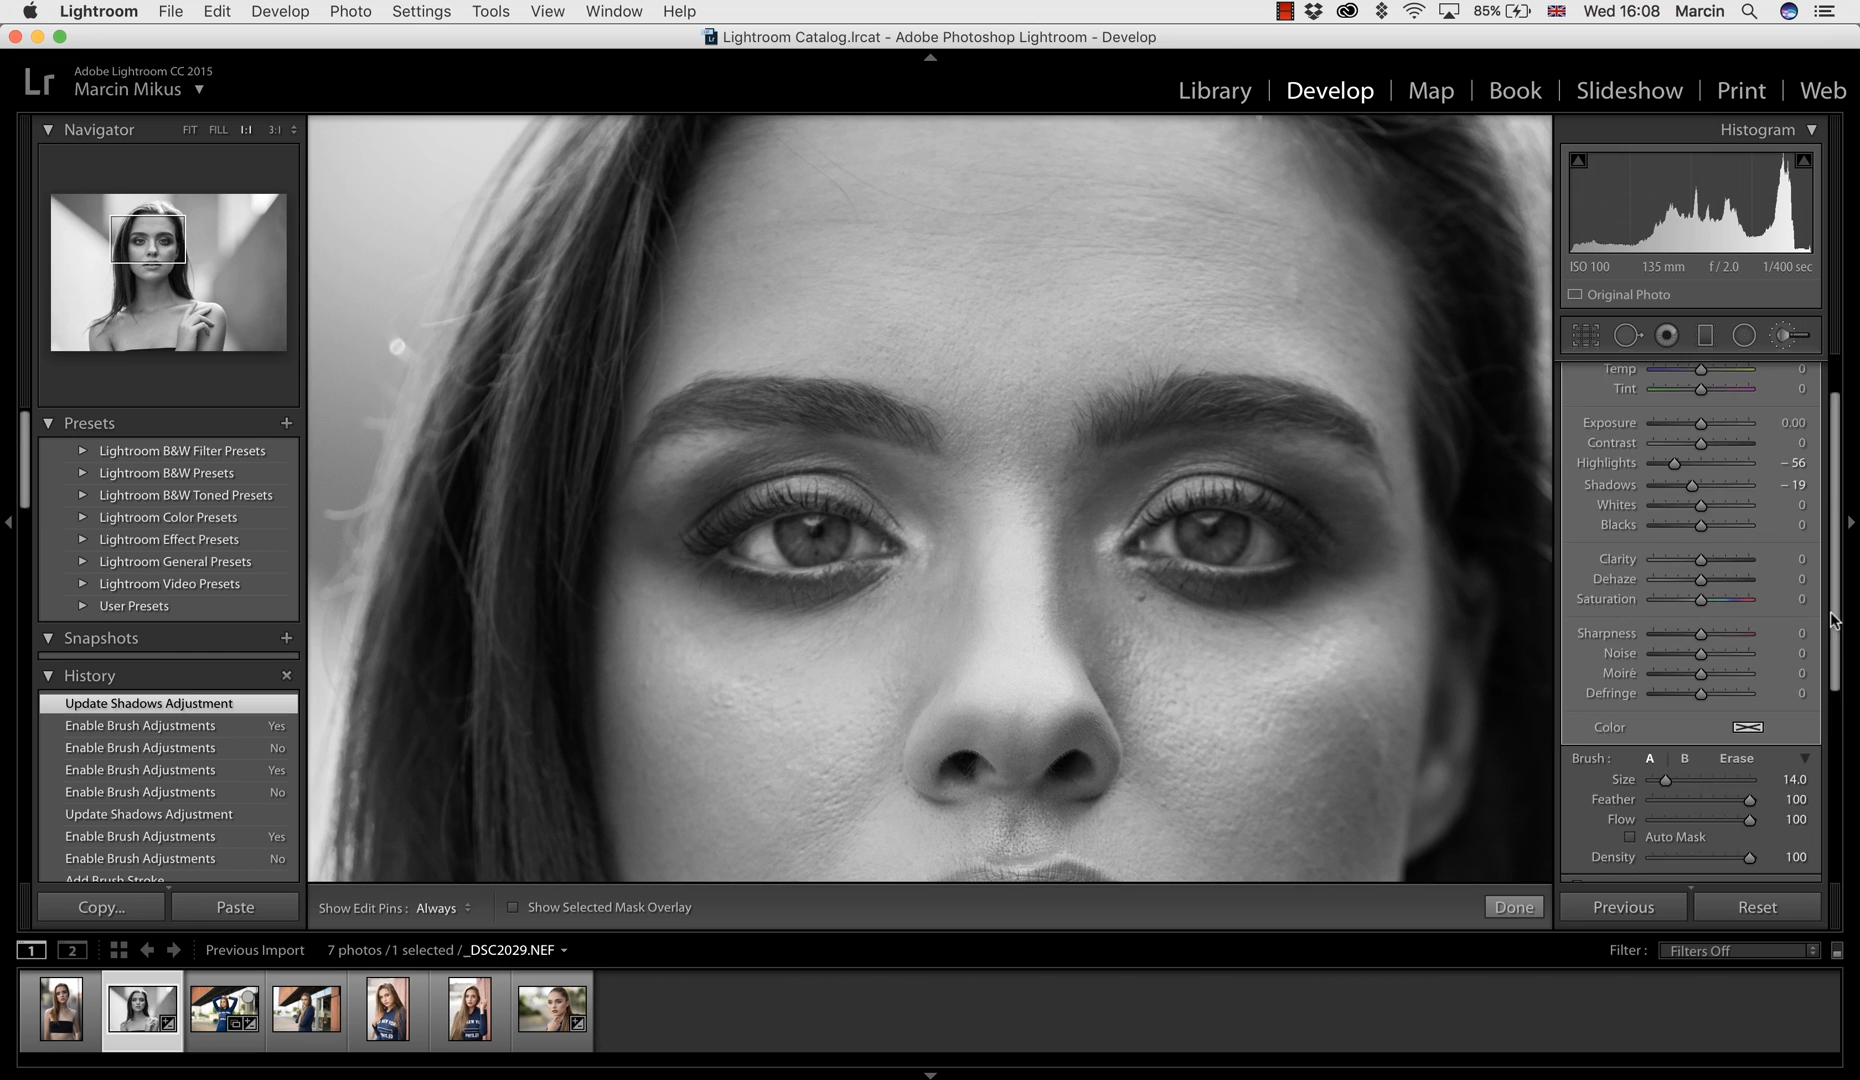 Lightroom File Edit Develop Photo Settings Tools View Window Help 85% Wed 16:08 Marcin
Lightroom Catalog.lrcat - Adobe Photoshop Lightroom - Develop
Lr Adobe Lightroom CC 2015
Marcin Mikus
Library | Develop | Map | Book | Slideshow | Print | Web
Navigator FIT FILL 1:1 3:1
Histogram
ISO 100 135 mm f / 2.0 1/400 sec
Original Photo
Presets +
Lightroom B&W Filter Presets
Lightroom B&W Presets
Lightroom B&W Toned Presets
Lightroom Color Presets
Lightroom Effect Presets
Lightroom General Presets
Lightroom Video Presets
User Presets
Snapshots +
History ×
Update Shadows Adjustment
Enable Brush Adjustments Yes
Enable Brush Adjustments No
Enable Brush Adjustments Yes
Enable Brush Adjustments No
Update Shadows Adjustment
Enable Brush Adjustments Yes
Enable Brush Adjustments No
Add Brush Stroke
Copy... Paste
Temp 0
Tint 0
Exposure 0.00
Contrast 0
Highlights – 56
Shadows – 19
Whites 0
Blacks 0
Clarity 0
Dehaze 0
Saturation 0
Sharpness 0
Noise 0
Moiré 0
Defringe 0
Color
Brush : A | B Erase
Size 14.0
Feather 100
Flow 100
Auto Mask
Density 100
Show Edit Pins : Always Show Selected Mask Overlay Done
Previous Reset
1 2 Previous Import 7 photos / 1 selected / _DSC2029.NEF Filter : Filters Off